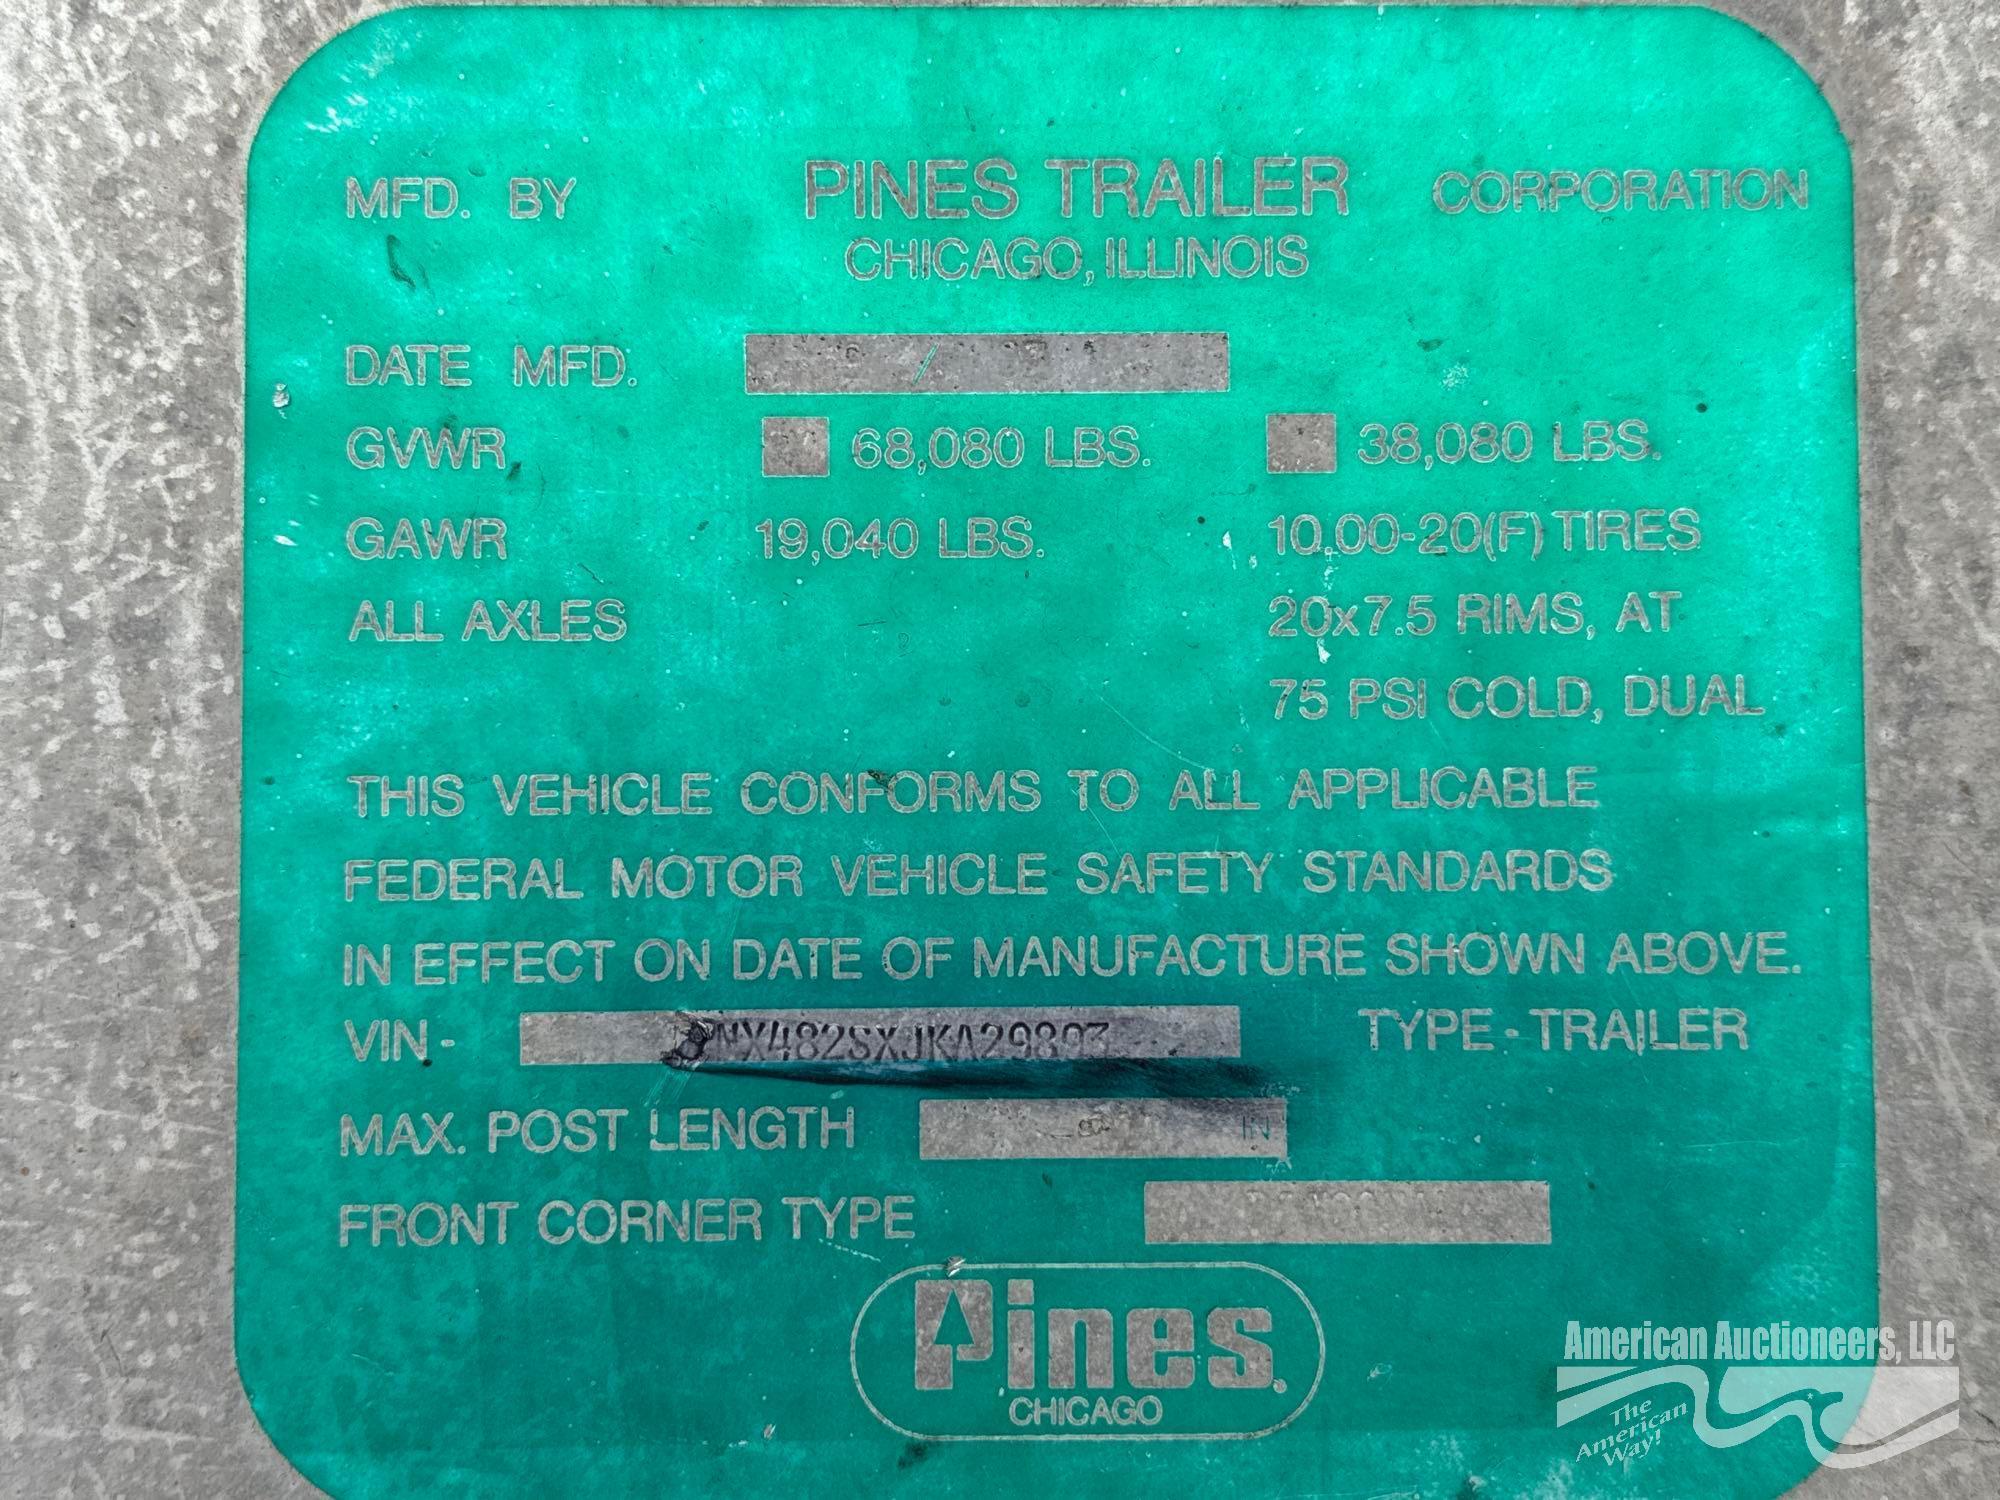 MFD. BY PINES TRAILER CORPORATION
CHICAGO, ILLINOIS
DATE MFD. /
GVWR 68,080 LBS. 38,080 LBS.
GAWR 19,040 LBS. 10.00-20(F) TIRES
ALL AXLES 20x7.5 RIMS, AT
75 PSI COLD, DUAL
THIS VEHICLE CONFORMS TO ALL APPLICABLE
FEDERAL MOTOR VEHICLE SAFETY STANDARDS
IN EFFECT ON DATE OF MANUFACTURE SHOWN ABOVE.
VIN- TYPE - TRAILER
MAX. POST LENGTH IN
FRONT CORNER TYPE
Pines.
CHICAGO
American Auctioneers, LLC
The
American
Way!